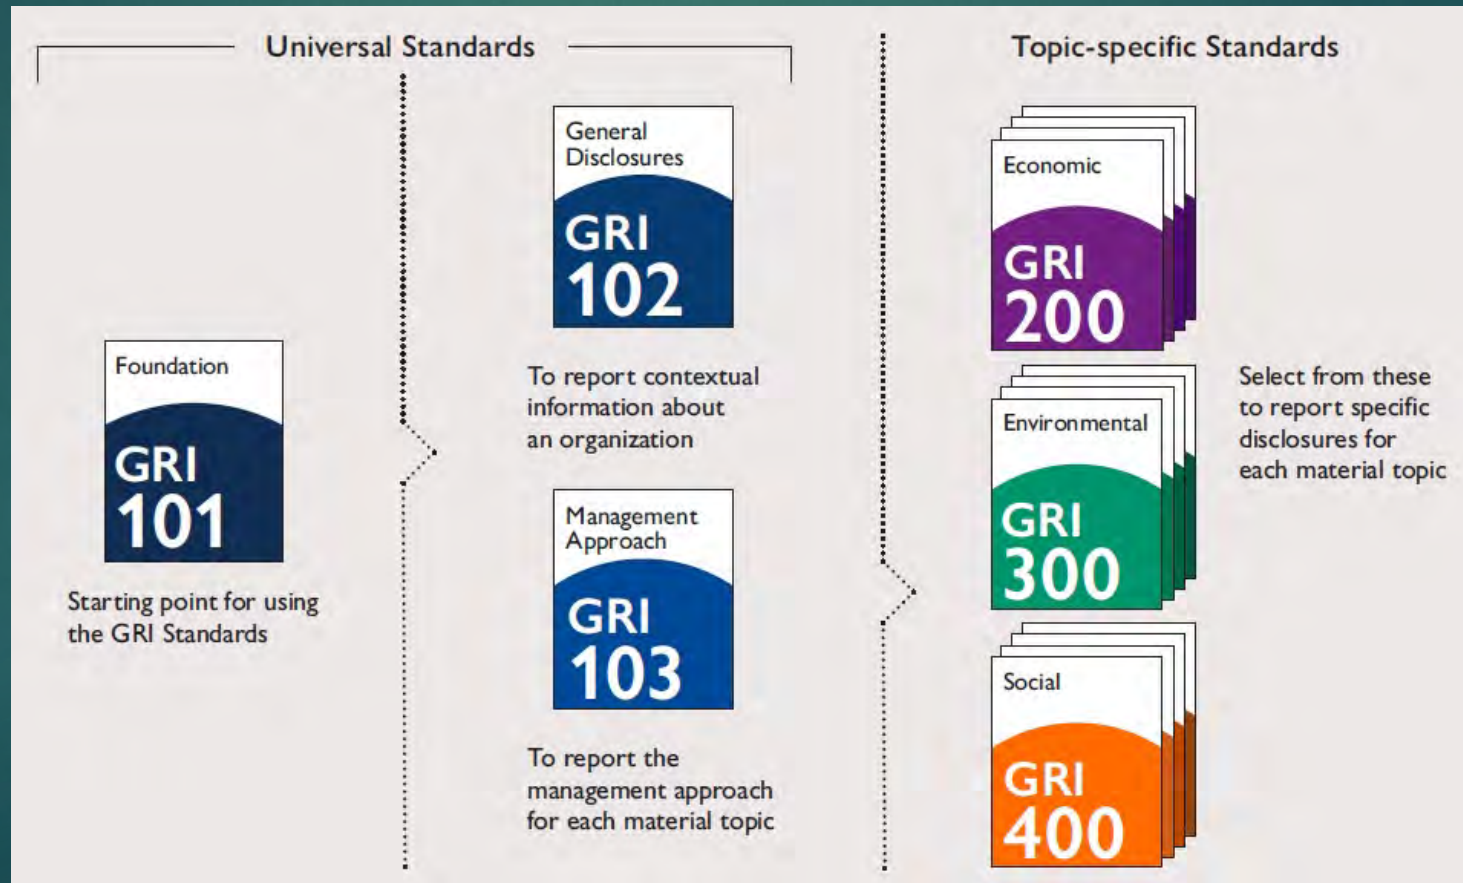 Universal Standards
Foundation
GRI
101
Starting point for using
the GRI Standards
General
Disclosures
GRI
102
To report contextual
information about
an organization
Management
Approach
GRI
103
To report the
management approach
for each material topic
Topic-specific Standards
Economic
GRI
200
Environmental
GRI
300
Social
GRI
400
Select from these
to report specific
disclosures for
each material topic